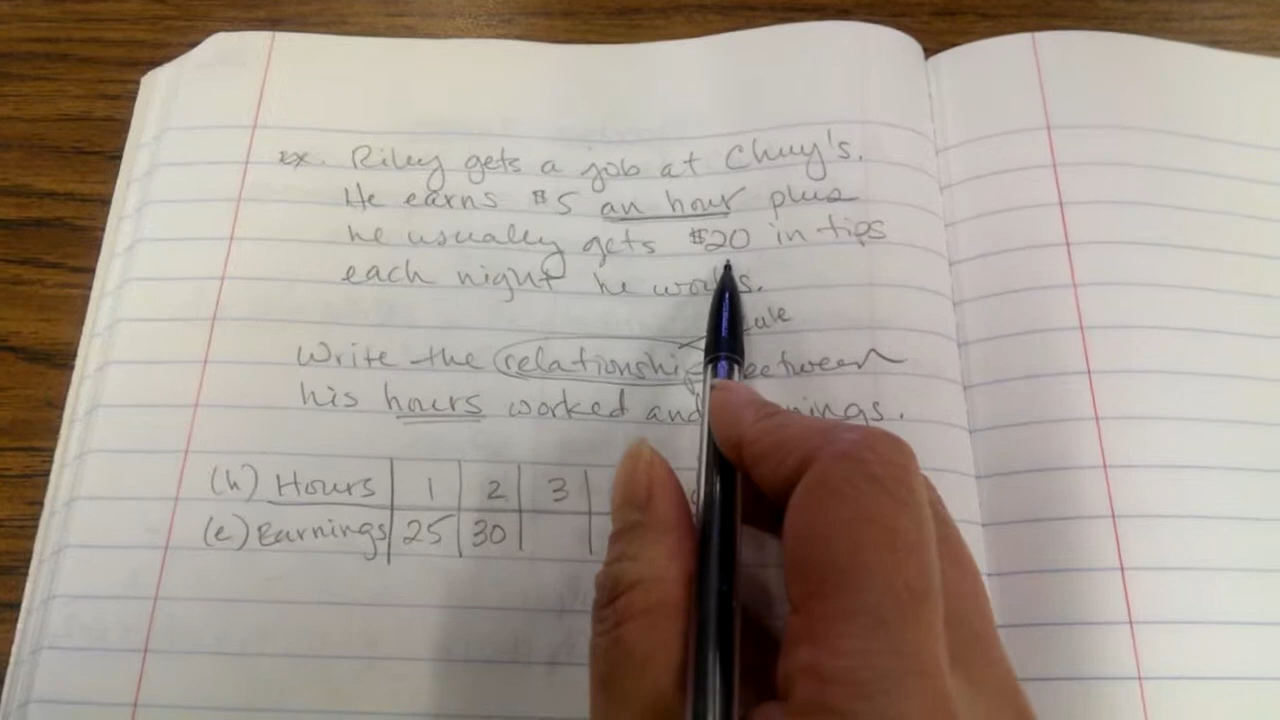 ex. Riley gets a job at Chuy's.
He earns $5 an hour plus
he usually gets $20 in tips
each night he works.
Write the relationship between
his hours worked and
(h) Hours 1 2 3
(e) Earnings 25 30